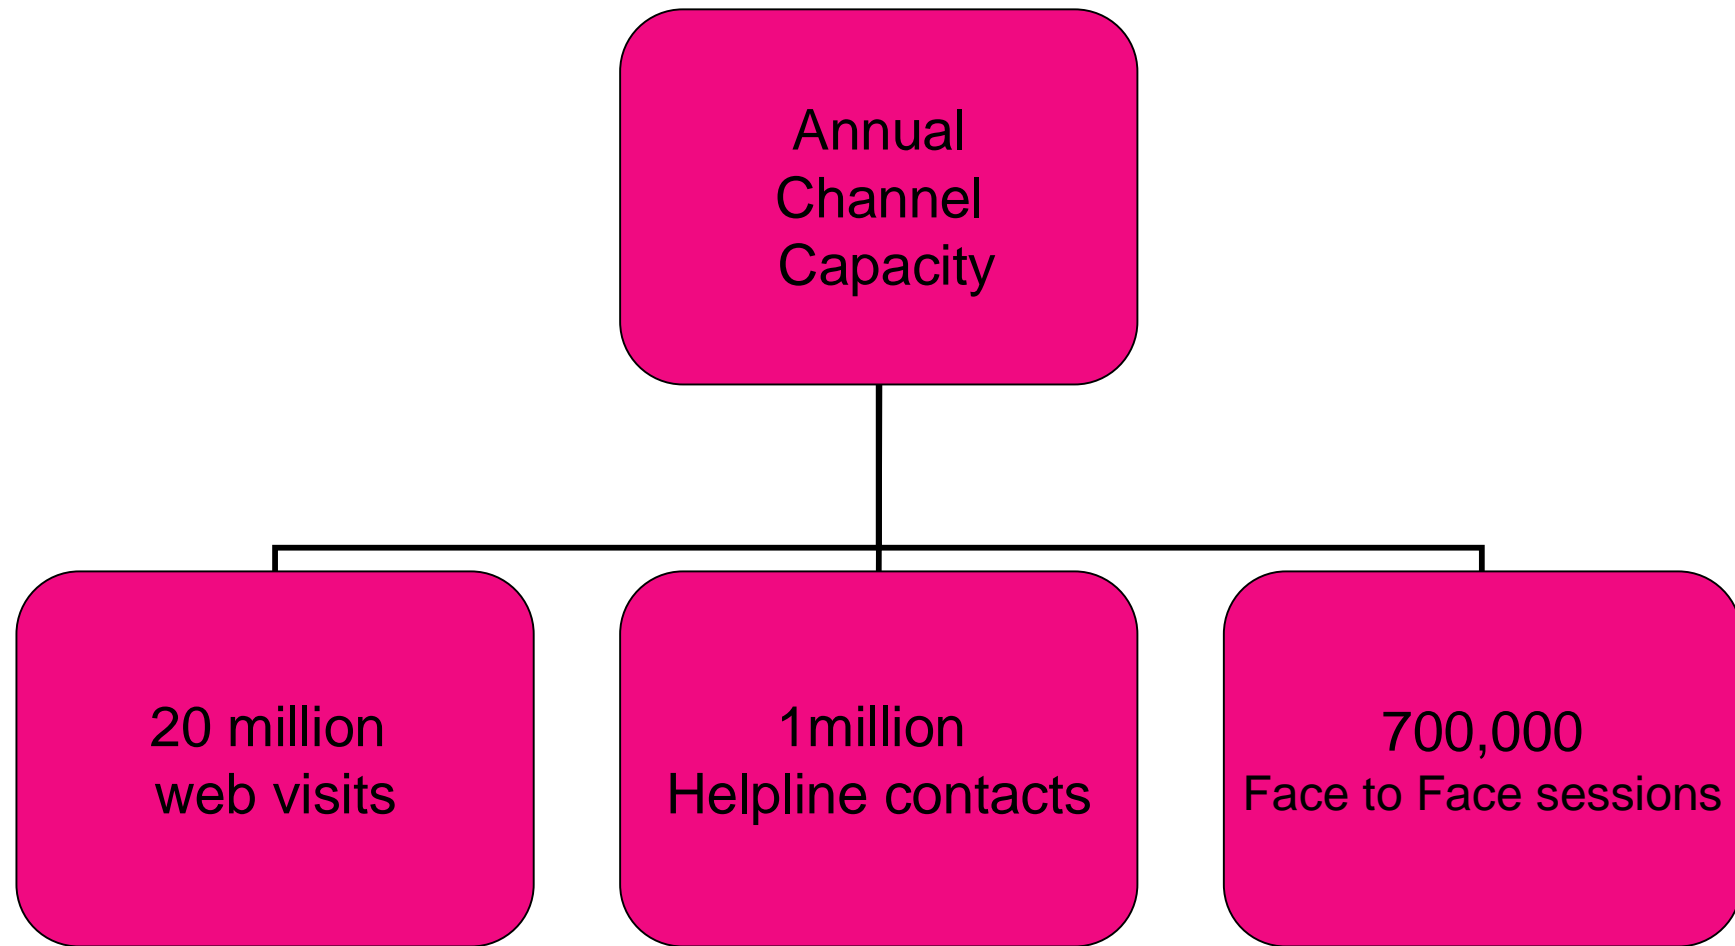 Annual
Channel
Capacity
20 million
web visits
1million
Helpline contacts
700,000
Face to Face sessions